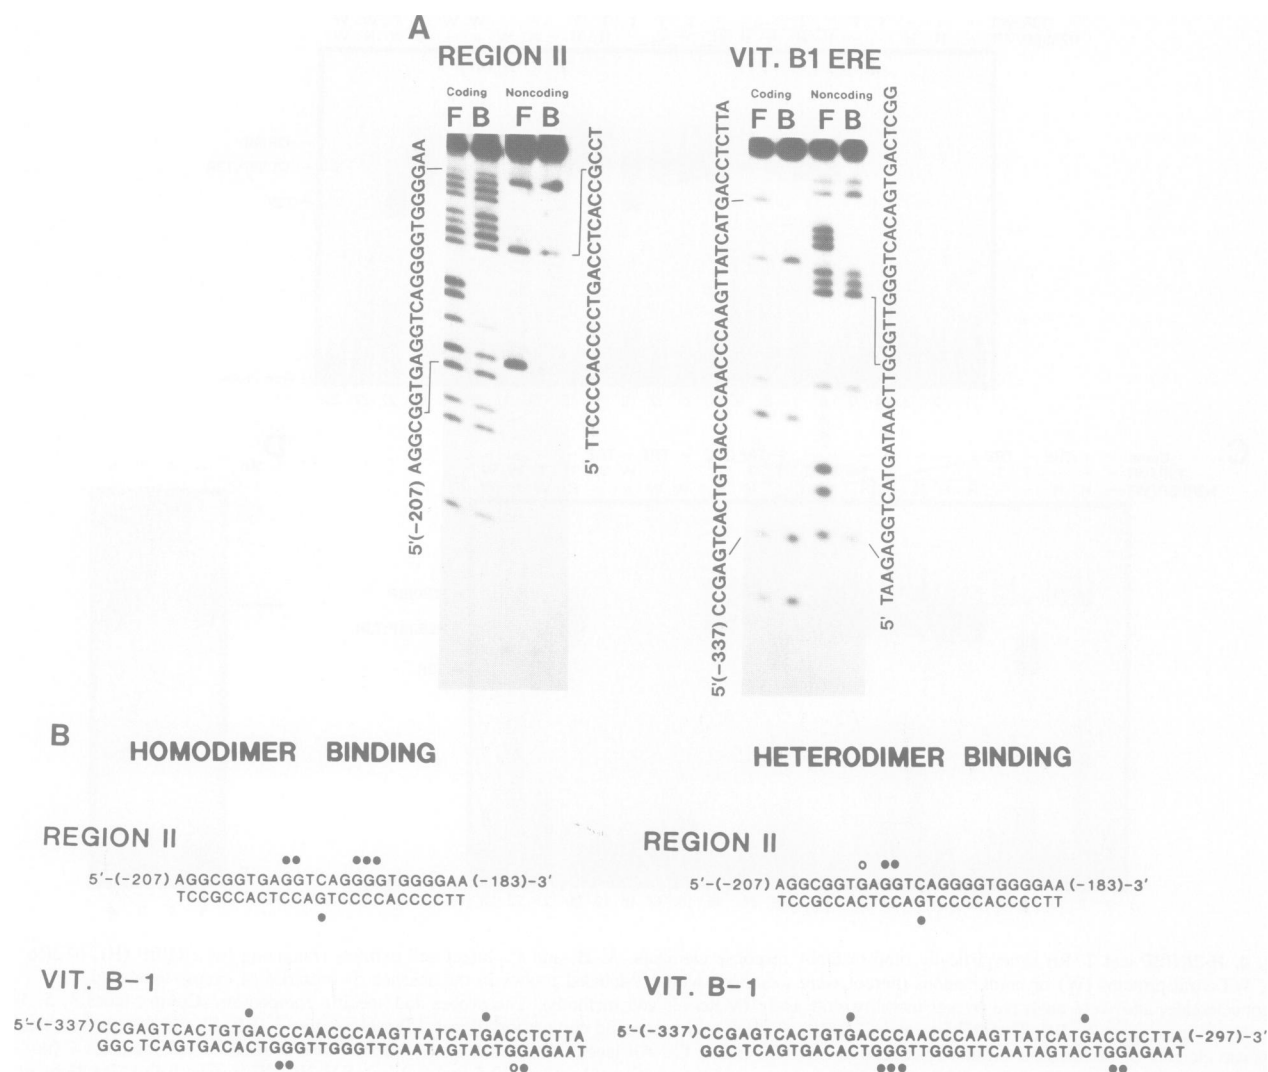 A
REGION II
VIT. B1 ERE
Coding Noncoding
F B F B
Coding Noncoding
F B F B
5'(-207) AGGCGGTGAGGTCAGGGGTGGGGAA
5' TTCCCCACCCCTGACCTCACCGCCT
5'(-337) CCGAGTCACTGTGACCCAACCCAAGTTATCATGACCTCTTA
5' TAAGAGGTCATGATAACTTGGGTTGGGTCACAGTGACTCGG
B
HOMODIMER BINDING
HETERODIMER BINDING
REGION II
5'-(-207) AGGCGGTGAGGTCAGGGGTGGGGAA (-183)-3'
TCCGCCACTCCAGTCCCCACCCCTT
REGION II
5'-(-207) AGGCGGTGAGGTCAGGGGTGGGGAA (-183)-3'
TCCGCCACTCCAGTCCCCACCCCTT
VIT. B-1
5'-(-337)CCGAGTCACTGTGACCCAACCCAAGTTATCATGACCTCTTA
GGC TCAGTGACACTGGGTTGGGTTCAATAGTACTGGAGAAT
VIT. B-1
5'-(-337)CCGAGTCACTGTGACCCAACCCAAGTTATCATGACCTCTTA (-297)-3'
GGC TCAGTGACACTGGGTTGGGTTCAATAGTACTGGAGAAT